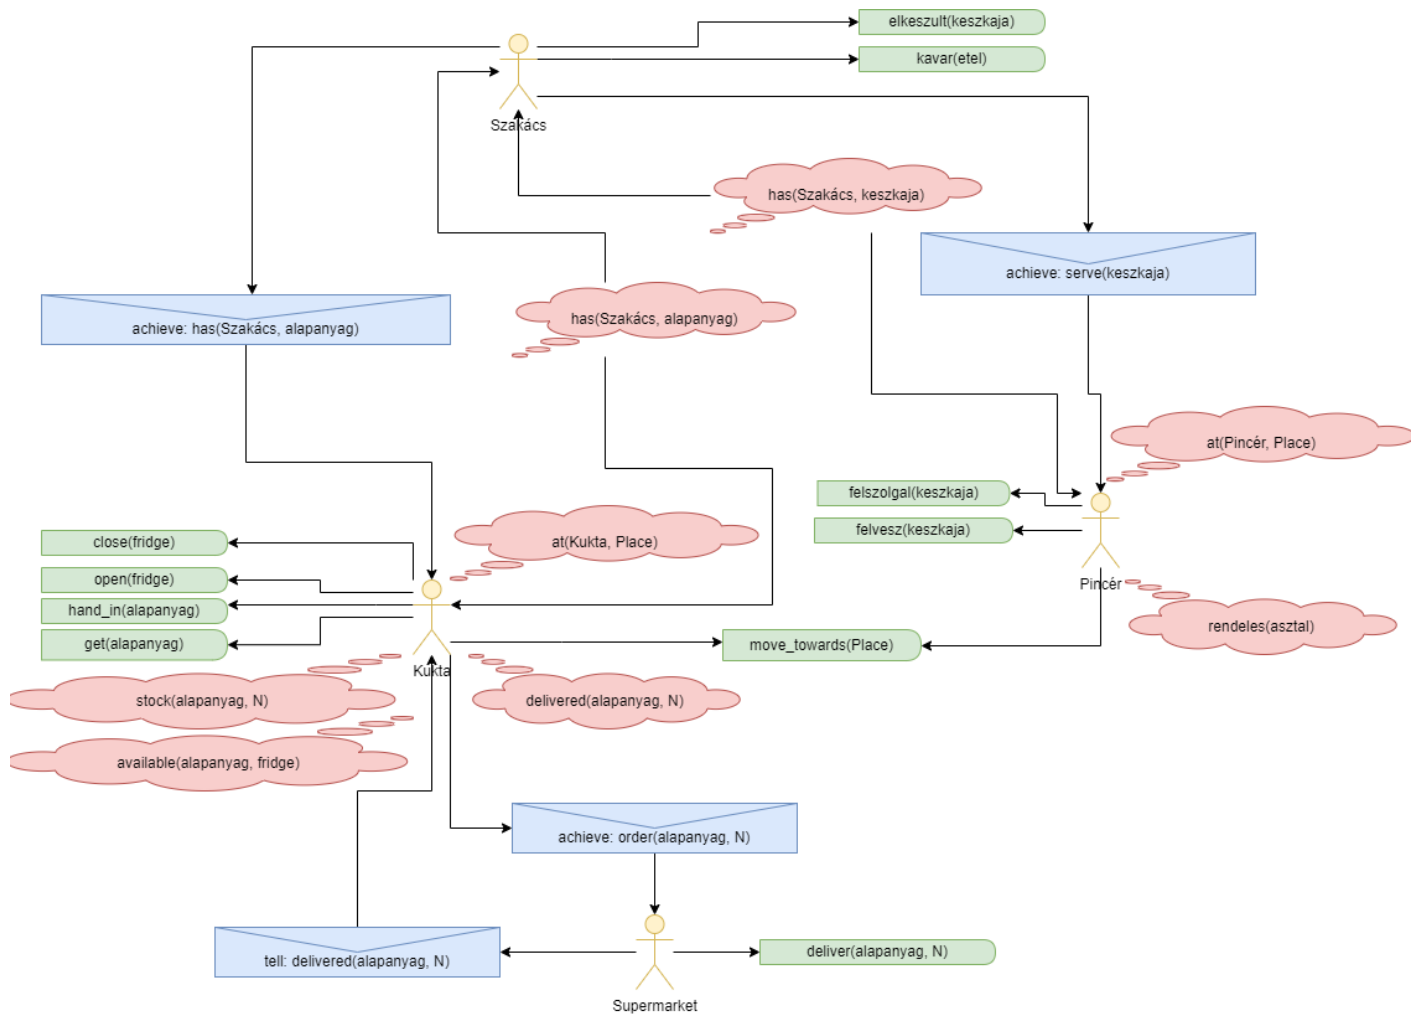 elkeszult(keszkaja)
kavar(etel)
Szakács
has(Szakács, keszkaja)
achieve: serve(keszkaja)
has(Szakács, alapanyag)
achieve: has(Szakács, alapanyag)
at(Pincér, Place)
felszolgal(keszkaja)
felvesz(keszkaja)
close(fridge)
at(Kukta, Place)
open(fridge)
Pincér
hand_in(alapanyag)
rendeles(asztal)
get(alapanyag)
move_towards(Place)
Kukta
stock(alapanyag, N)
delivered(alapanyag, N)
available(alapanyag, fridge)
achieve: order(alapanyag, N)
deliver(alapanyag, N)
tell: delivered(alapanyag, N)
Supermarket